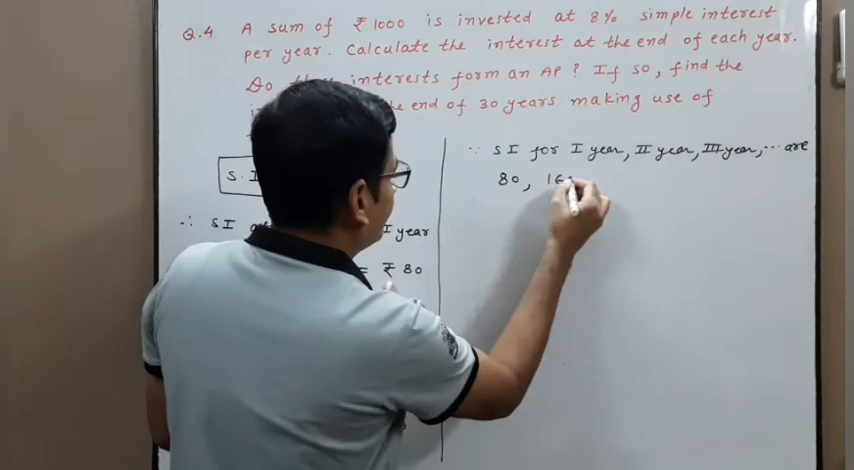 Q.4 A sum of ₹ 1000 is invested at 8% simple interest
per year. Calculate the interest at the end of each year.
Do interests form an AP? If so, find the
the end of 30 years making use of
S.I
∴ SI
I year
= ₹ 80
∵ SI for I year, II year, III year, ... are
80, 16